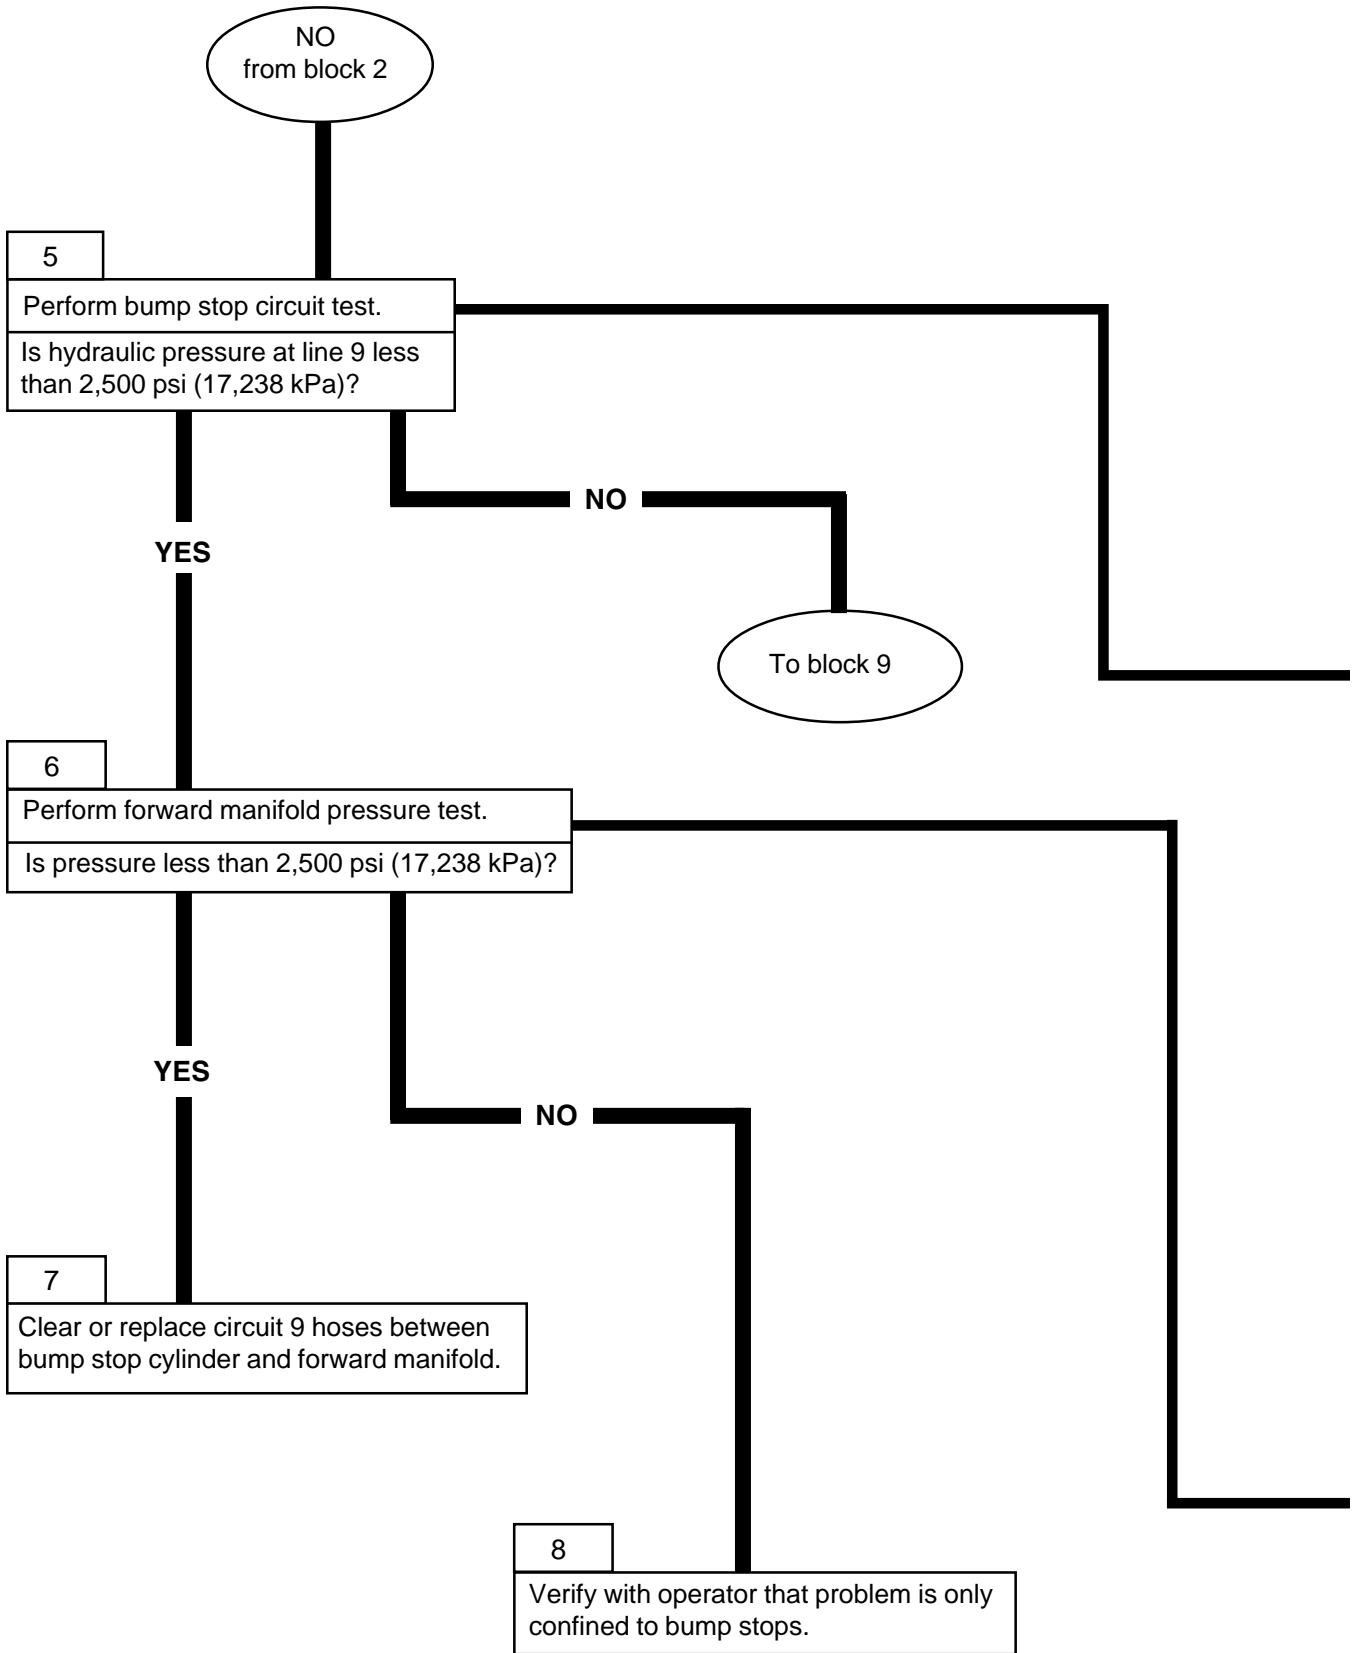 NO
from block 2
5
Perform bump stop circuit test.
Is hydraulic pressure at line 9 less
than 2,500 psi (17,238 kPa)?
NO
YES
To block 9
6
Perform forward manifold pressure test.
Is pressure less than 2,500 psi (17,238 kPa)?
YES
NO
7
Clear or replace circuit 9 hoses between
bump stop cylinder and forward manifold.
8
Verify with operator that problem is only
confined to bump stops.